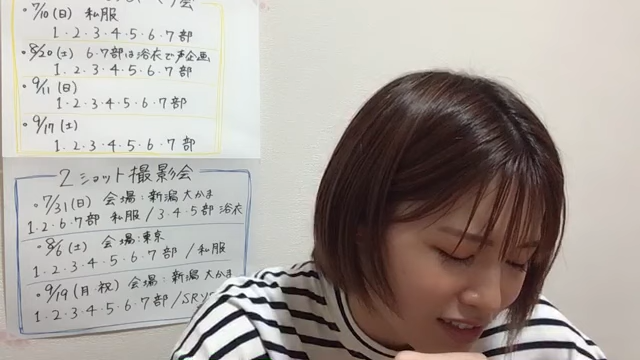 会
•7/10(日) 私服
1・2・3・4・5・6・7部
•8/20(土) 6・7部は浴衣で声企画
1・2・3・4・5・6・7部
•9/11(日)
1・2・3・4・5・6・7部
•9/17(土)
1・2・3・4・5・6・7部
2ショット撮影会
•7/31(日) 会場:新潟 大かま
1・2・6・7部 私服/3・4・5部 浴衣
•8/6(土) 会場:東京
1・2・3・4・5・6・7部/私服
•9/19(月・祝) 会場:新潟 大かま
1・2・3・4・5・6・7部/